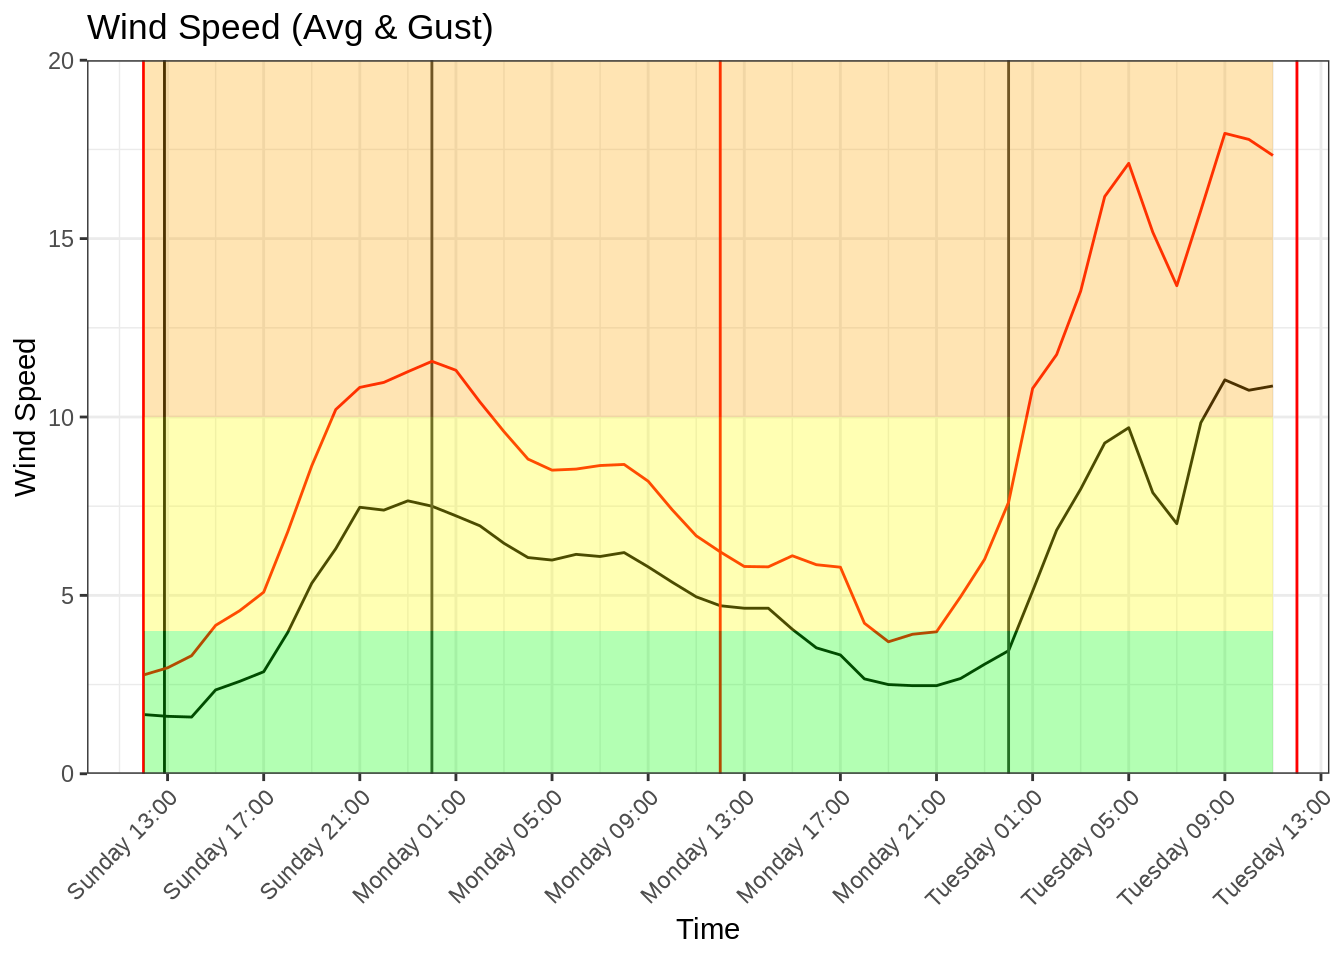 Wind Speed (Avg & Gust)
20
15
10
5
0
Wind Speed
Sunday 13:00
Sunday 17:00
Sunday 21:00
Monday 01:00
Monday 05:00
Monday 09:00
Monday 13:00
Monday 17:00
Monday 21:00
Tuesday 01:00
Tuesday 05:00
Tuesday 09:00
Tuesday 13:00
Time